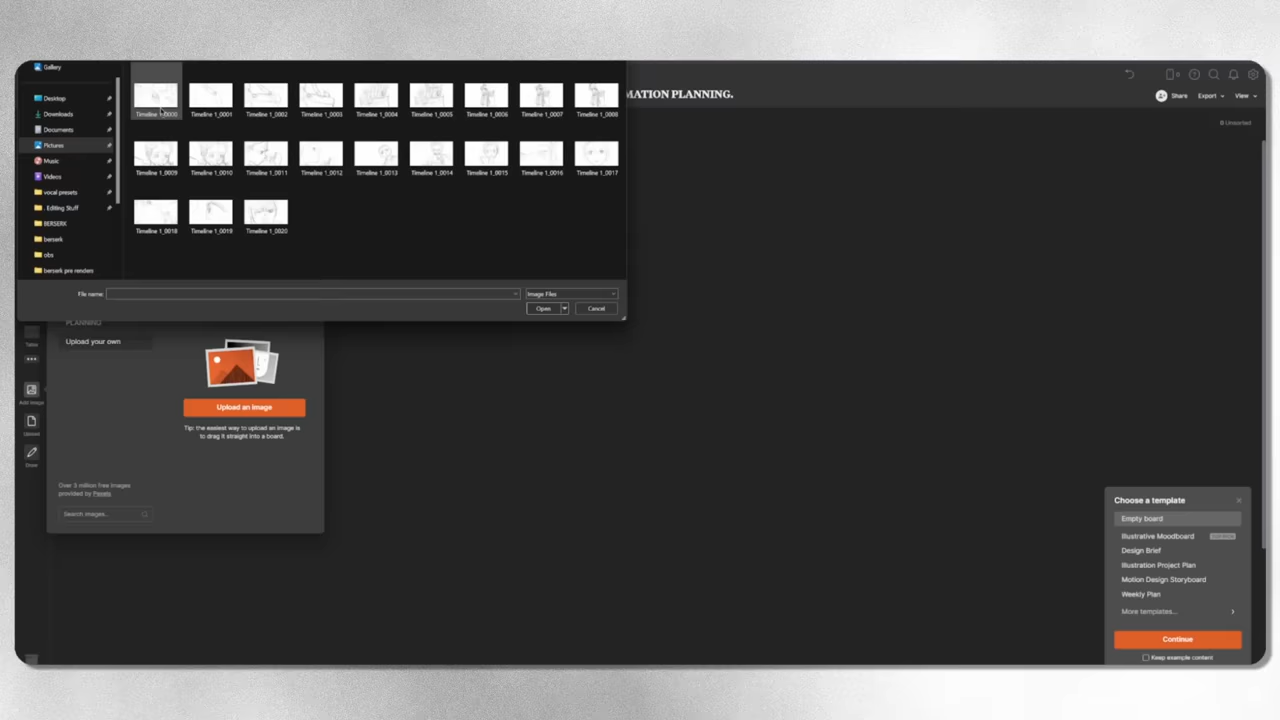 Gallery
Desktop
Downloads
Documents
Pictures
Music
Videos
vocal presets
. Editing Stuff
BERSERK
berserk
obs
berserk pre renders
Timeline 1_0000
Timeline 1_0001
Timeline 1_0002
Timeline 1_0003
Timeline 1_0004
Timeline 1_0005
Timeline 1_0006
Timeline 1_0007
Timeline 1_0008
Timeline 1_0009
Timeline 1_0010
Timeline 1_0011
Timeline 1_0012
Timeline 1_0013
Timeline 1_0014
Timeline 1_0015
Timeline 1_0016
Timeline 1_0017
Timeline 1_0018
Timeline 1_0019
Timeline 1_0020
File name:
Image Files
Open
Cancel
MATION PLANNING.
Share
Export
View
0 Unsorted
Table
Add image
Upload
Draw
PLANNING
Upload your own
Upload an image
Tip: the easiest way to upload an image is
to drag it straight into a board.
Over 3 million free images
provided by Pexels
Search images...
Choose a template
Empty board
Illustrative Moodboard
Design Brief
Illustration Project Plan
Motion Design Storyboard
Weekly Plan
More templates...
Continue
Keep example content